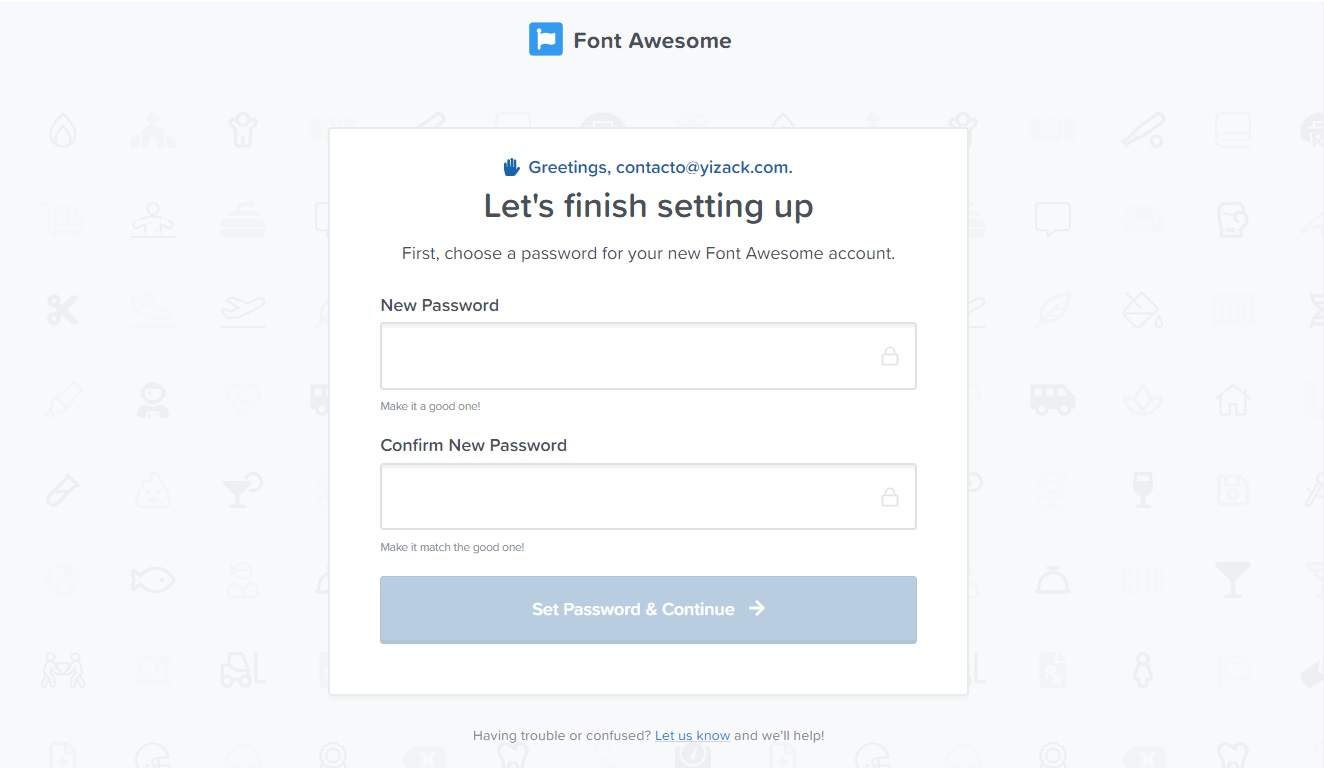 Font Awesome
Greetings, contacto@yizack.com.
Let's finish setting up
First, choose a password for your new Font Awesome account.
New Password
Make it a good one!
Confirm New Password
Make it match the good one!
Set Password & Continue
Having trouble or confused? Let us know and we'll help!